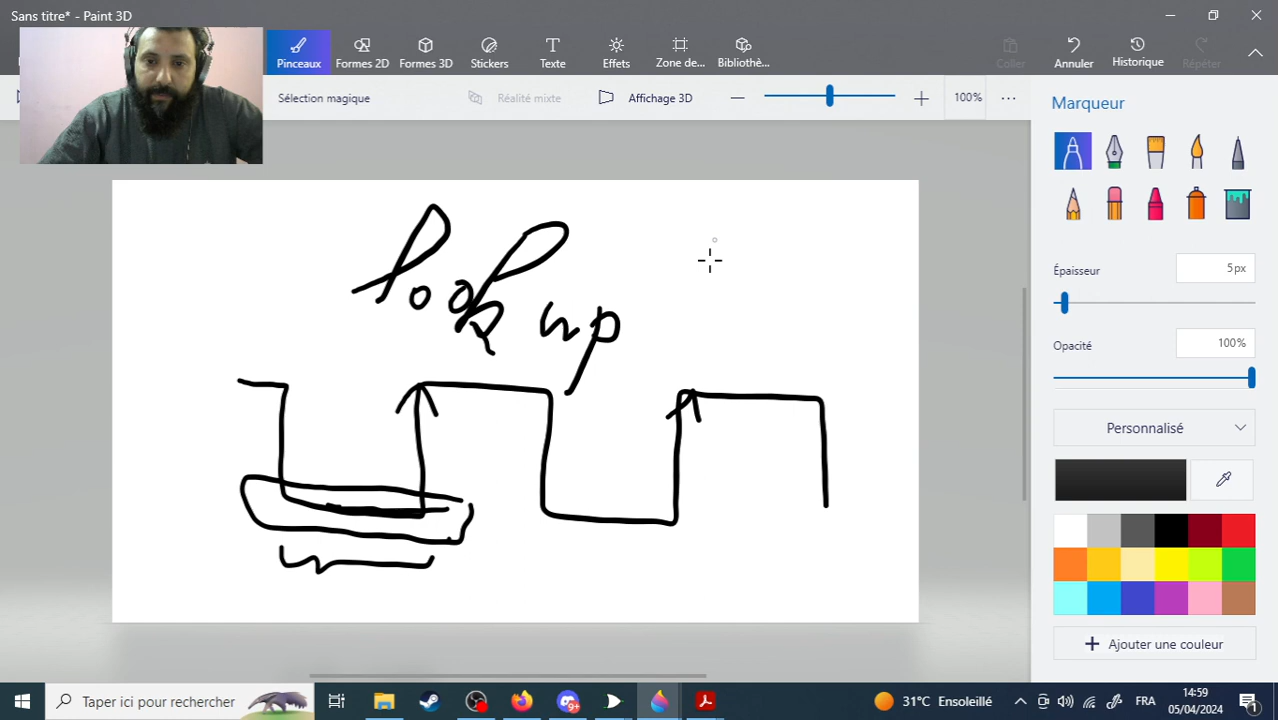 Sans titre* - Paint 3D
Pinceaux Formes 2D Formes 3D Stickers Texte Effets Zone de... Bibliothè... Coller Annuler Historique Répéter
Sélection magique Réalité mixte Affichage 3D 100%
Marqueur
Épaisseur 5px
Opacité 100%
Personnalisé
Ajouter une couleur
look up
Taper ici pour rechercher 9+ 31°C Ensoleillé FRA 14:59 05/04/2024 1